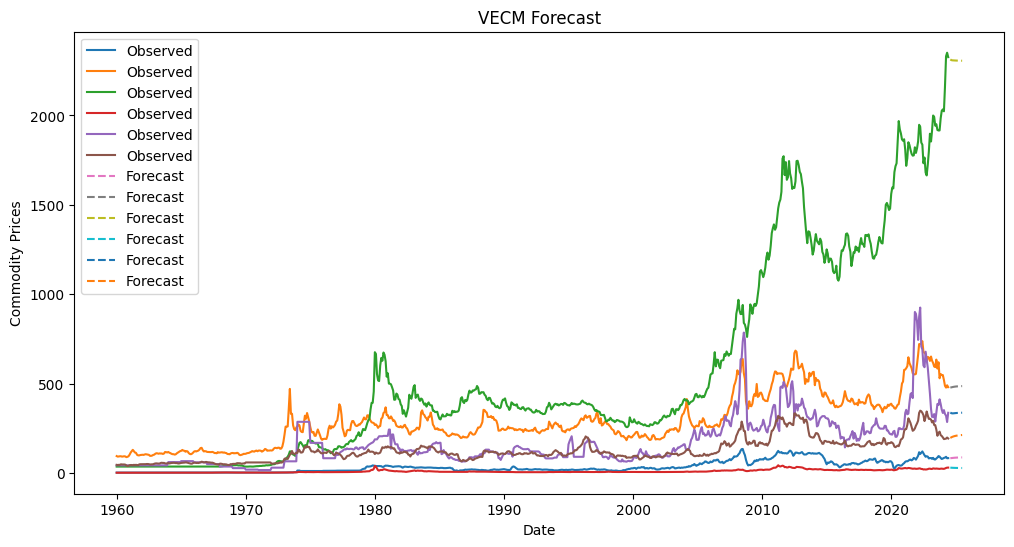 VECM Forecast
Observed
Observed
Observed
Observed
Observed
Observed
Forecast
Forecast
Forecast
Forecast
Forecast
Forecast
Commodity Prices
2000
1500
1000
500
0
1960 1970 1980 1990 2000 2010 2020
Date